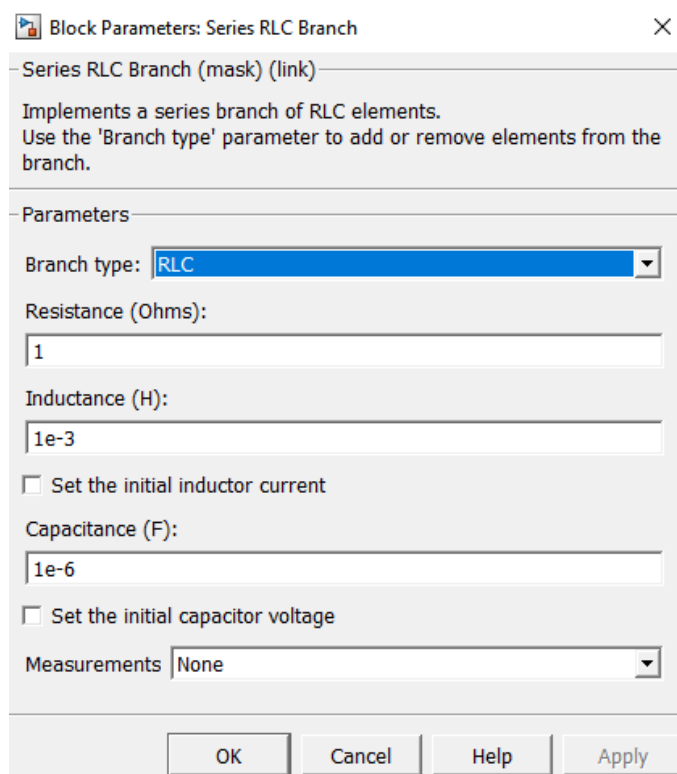 Block Parameters: Series RLC Branch
Series RLC Branch (mask) (link)
Implements a series branch of RLC elements.
Use the 'Branch type' parameter to add or remove elements from the
branch.
Parameters
Branch type: RLC
Resistance (Ohms):
1
Inductance (H):
1e-3
Set the initial inductor current
Capacitance (F):
1e-6
Set the initial capacitor voltage
Measurements None
OK Cancel Help Apply